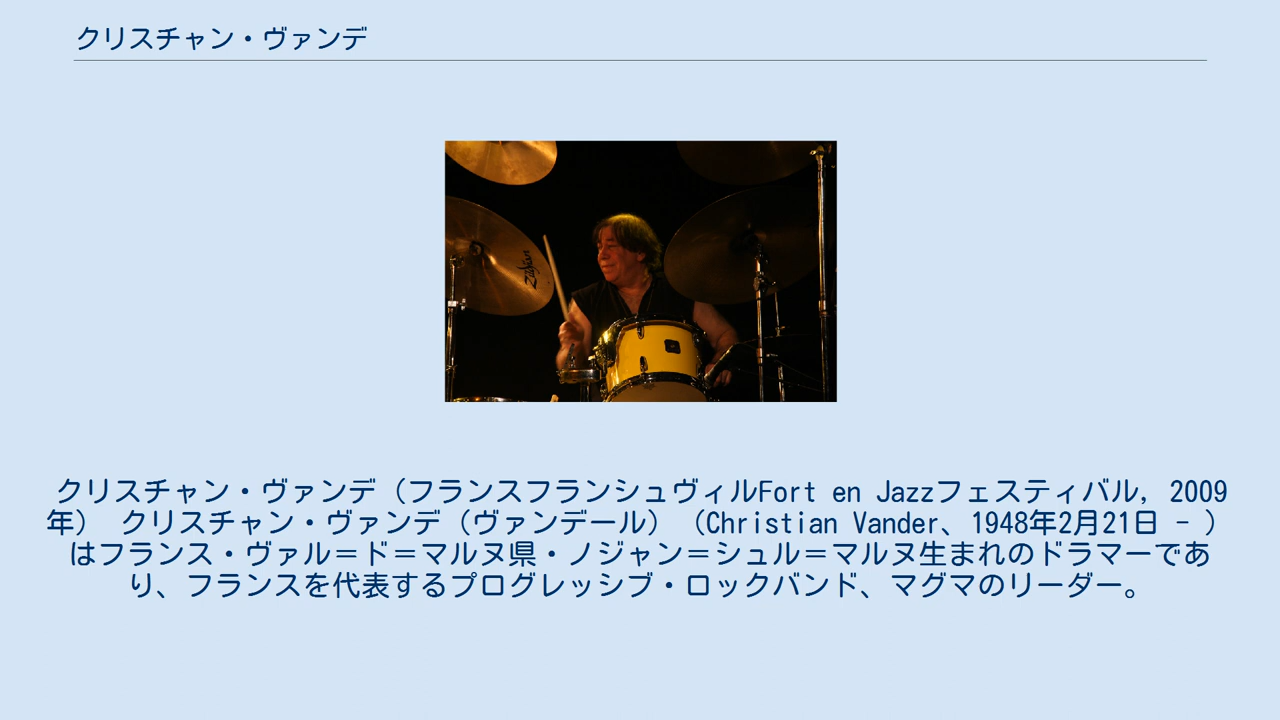 クリスチャン・ヴァンデ
Zildjian
クリスチャン・ヴァンデ（フランスフランシュヴィルFort en Jazzフェスティバル, 2009
年） クリスチャン・ヴァンデ（ヴァンデール）（Christian Vander、1948年2月21日 - ）
はフランス・ヴァル＝ド＝マルヌ県・ノジャン＝シュル＝マルヌ生まれのドラマーであ
り、フランスを代表するプログレッシブ・ロックバンド、マグマのリーダー。